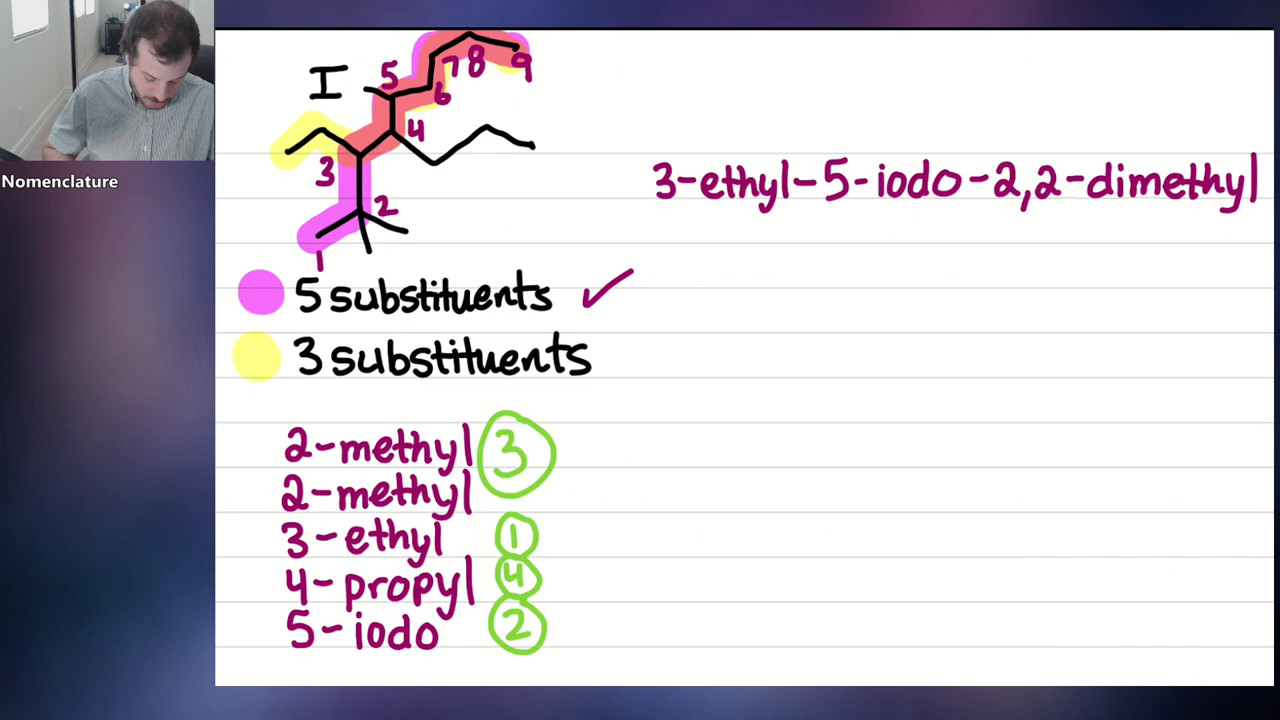 I
5
7
8
9
6
4
3
2
1
Nomenclature
3-ethyl-5-iodo-2,2-dimethyl
5 substituents ✓
3 substituents
2-methyl 3
2-methyl
3-ethyl 1
4-propyl 4
5-iodo 2